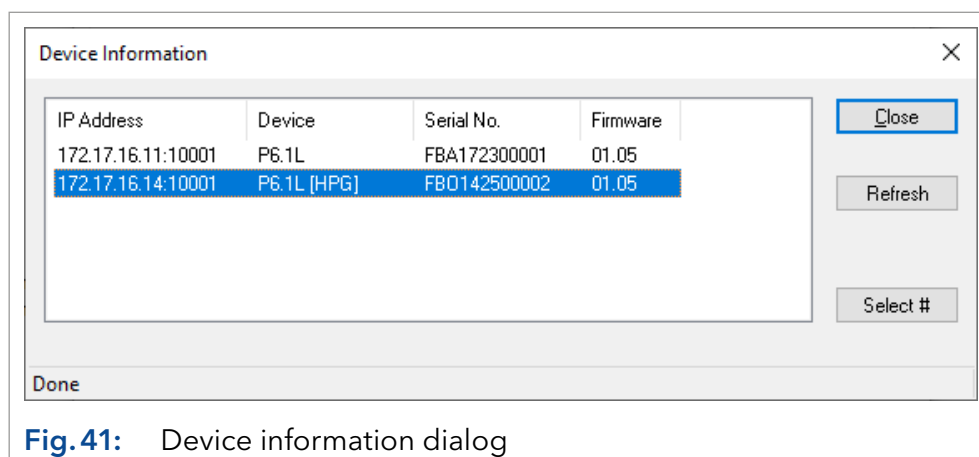 Device Information
IP Address Device Serial No. Firmware Close
172.17.16.11:10001 P6.1L FBA172300001 01.05
172.17.16.14:10001 P6.1L [HPG] FBO142500002 01.05
Refresh
Select #
Done
Fig. 41: Device information dialog